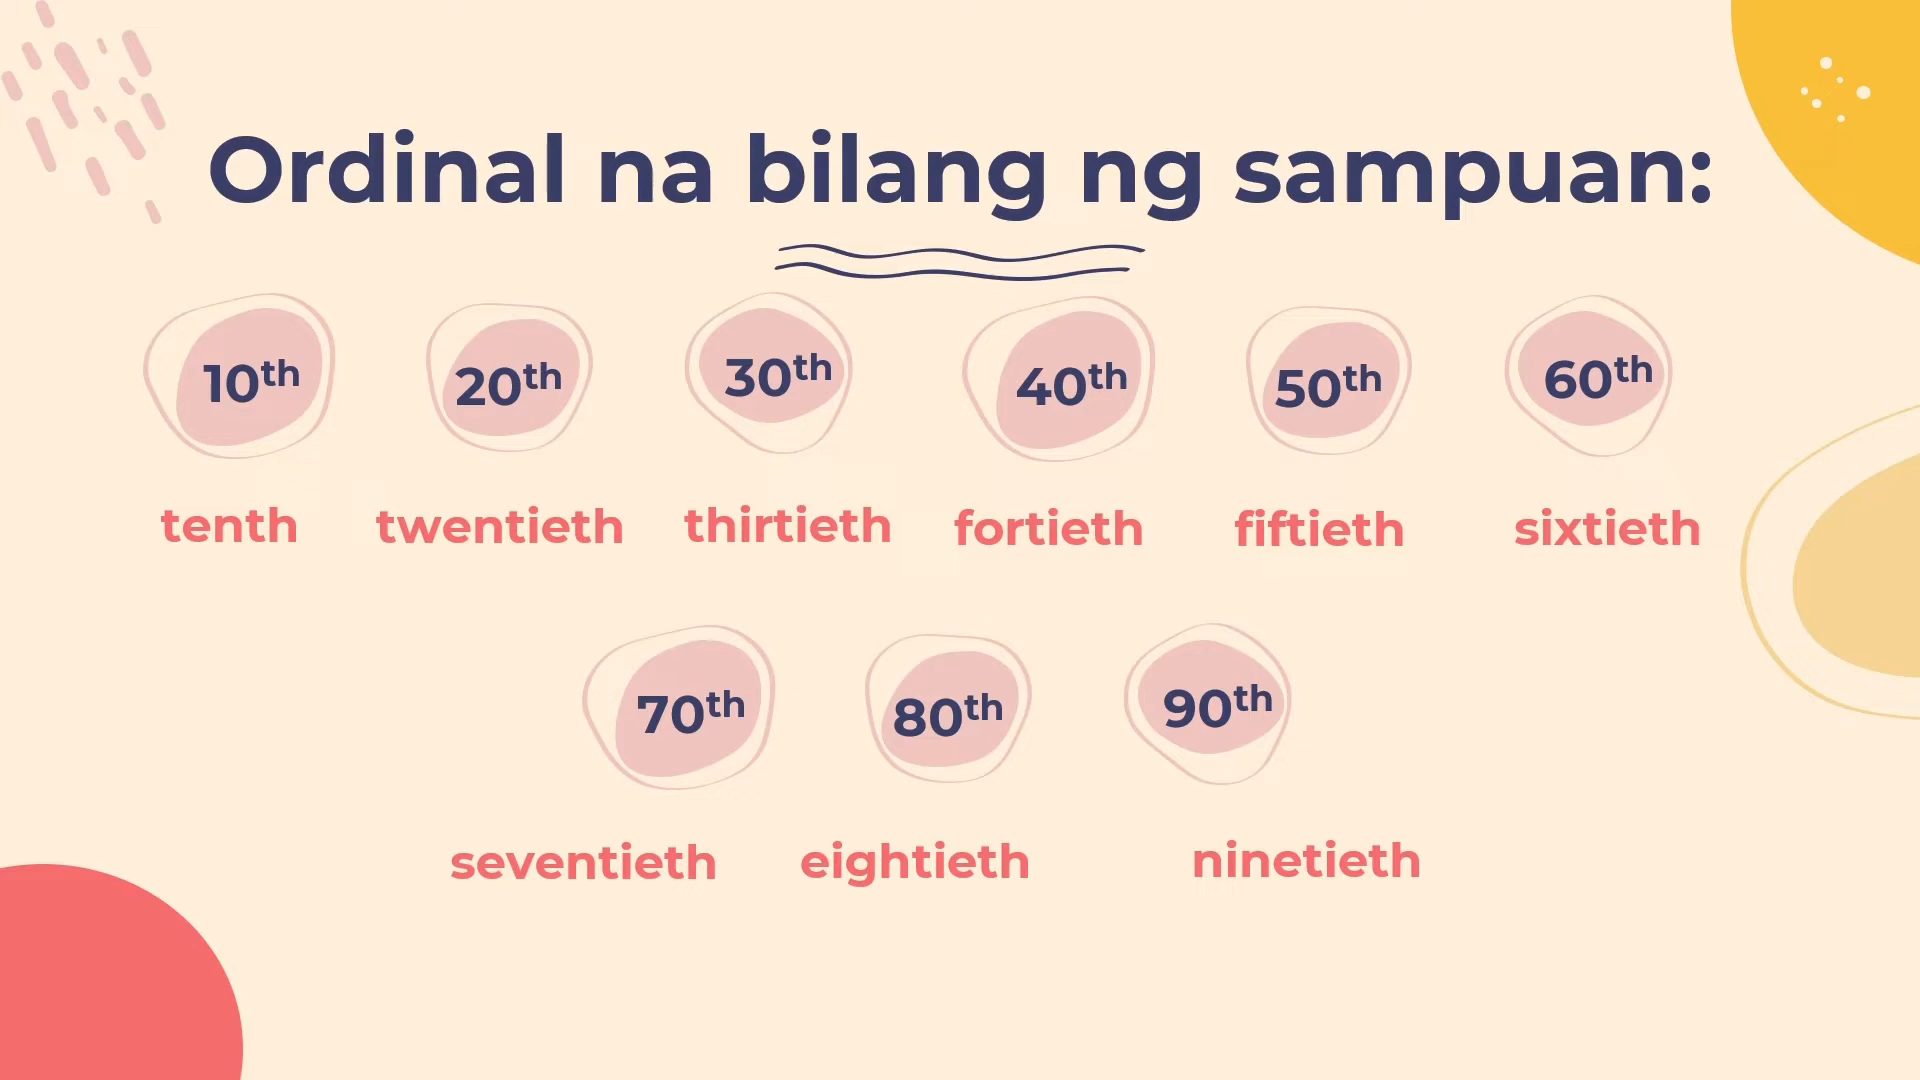 Ordinal na bilang ng sampuan:
10th 20th 30th 40th 50th 60th
tenth twentieth thirtieth fortieth fiftieth sixtieth
70th 80th 90th
seventieth eightieth ninetieth